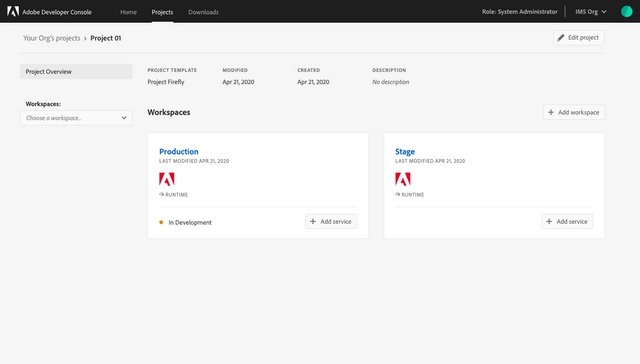 Adobe Developer Console
Home
Projects
Downloads
Role: System Administrator
IMS Org
Your Org's projects > Project 01
Edit project
Project Overview
Workspaces:
Choose a workspace...
PROJECT TEMPLATE
Project Firefly
MODIFIED
Apr 21, 2020
CREATED
Apr 21, 2020
DESCRIPTION
No description
Workspaces
Add workspace
Production
LAST MODIFIED APR 21, 2020
RUNTIME
In Development
Add service
Stage
LAST MODIFIED APR 21, 2020
RUNTIME
Add service